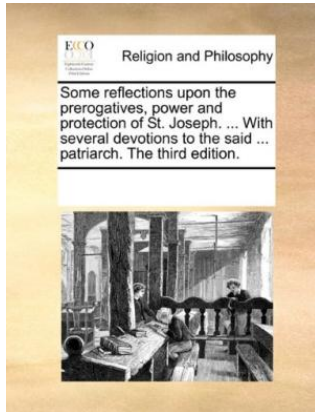 ECCO
Religion and Philosophy
Some reflections upon the
prerogatives, power and
protection of St. Joseph. ... With
several devotions to the said ...
patriarch. The third edition.